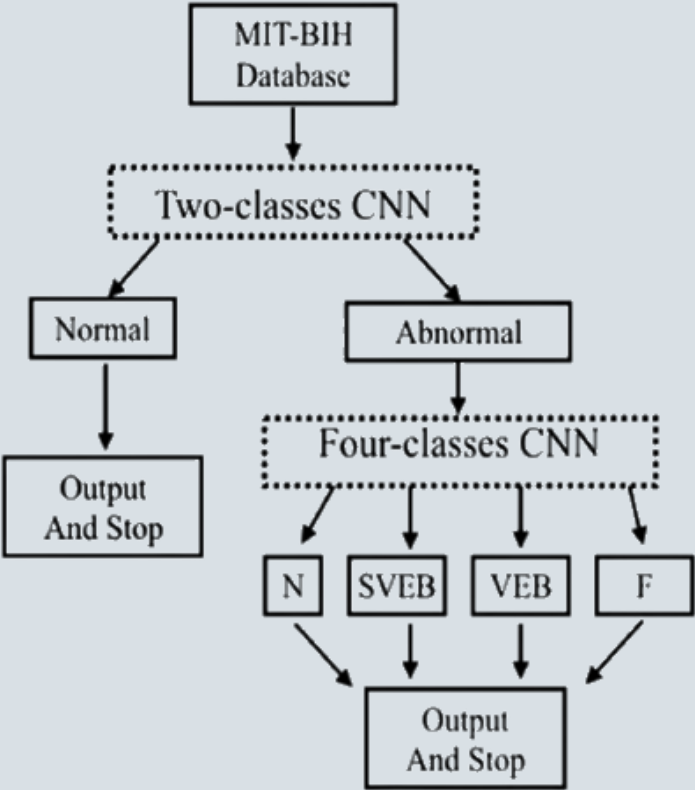 MIT-BIH
Database
Two-classes CNN
Normal
Abnormal
Four-classes CNN
Output
And Stop
N
SVEB
VEB
F
Output
And Stop